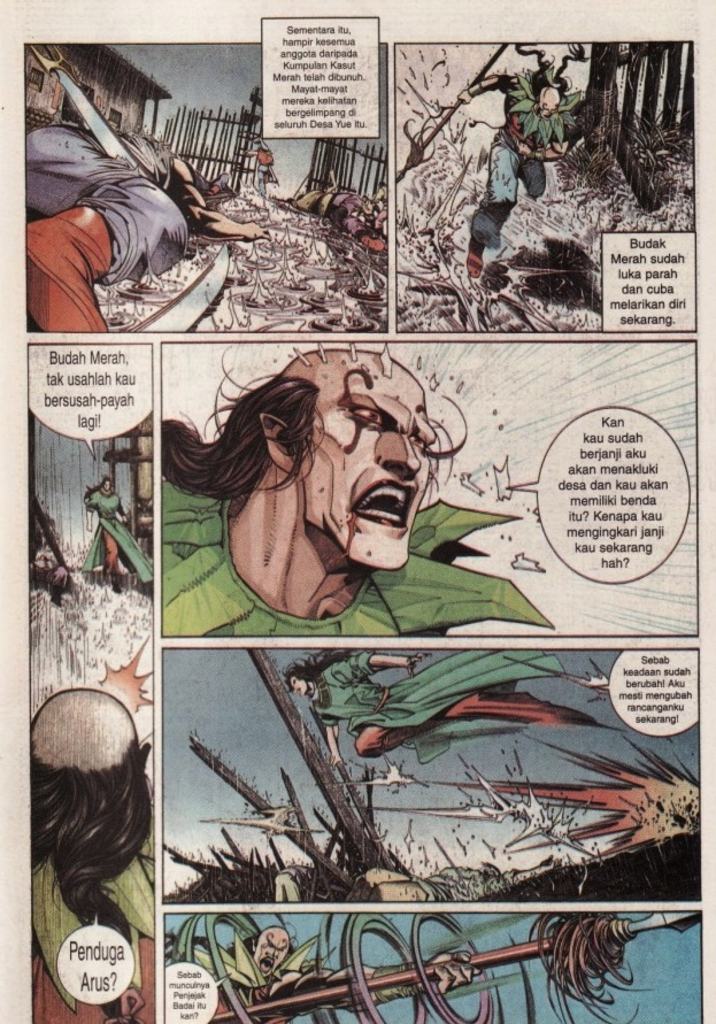 Sementara itu,
hampir kesemua
anggota daripada
Kumpulan Kasut
Merah telah dibunuh.
Mayat-mayat
mereka kelihatan
bergelimpang di
seluruh Desa Yue itu.
Budak
Merah sudah
luka parah
dan cuba
melarikan diri
sekarang.
Budah Merah,
tak usahlah kau
bersusah-payah
lagi!
Kan
kau sudah
berjanji aku
akan menakluki
desa dan kau akan
memiliki benda
itu? Kenapa kau
mengingkari janji
kau sekarang
hah?
Penduga
Arus?
Sebab
keadaan sudah
berubah! Aku
mesti mengubah
rancanganku
sekarang!
Sebab
munculnya
Penjejak
Badai itu
kan?